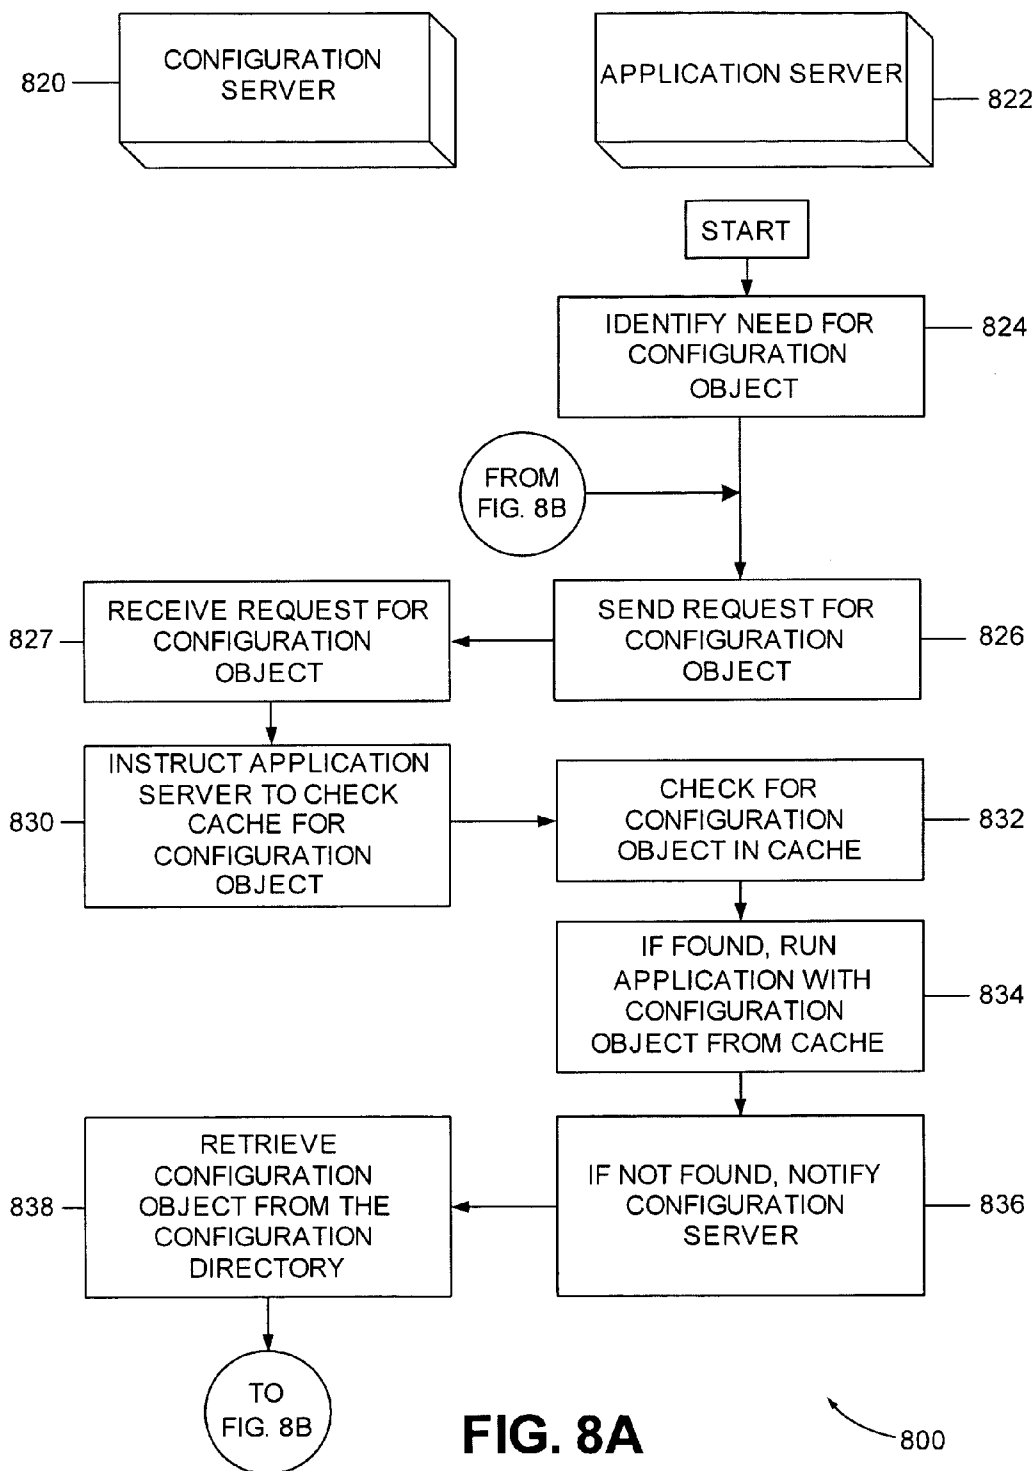 820
CONFIGURATION
SERVER
APPLICATION SERVER
822
START
IDENTIFY NEED FOR
CONFIGURATION
OBJECT
824
FROM
FIG. 8B
827
RECEIVE REQUEST FOR
CONFIGURATION
OBJECT
SEND REQUEST FOR
CONFIGURATION
OBJECT
826
830
INSTRUCT APPLICATION
SERVER TO CHECK
CACHE FOR
CONFIGURATION
OBJECT
CHECK FOR
CONFIGURATION
OBJECT IN CACHE
832
IF FOUND, RUN
APPLICATION WITH
CONFIGURATION
OBJECT FROM CACHE
834
838
RETRIEVE
CONFIGURATION
OBJECT FROM THE
CONFIGURATION
DIRECTORY
IF NOT FOUND, NOTIFY
CONFIGURATION
SERVER
836
TO
FIG. 8B
FIG. 8A
800